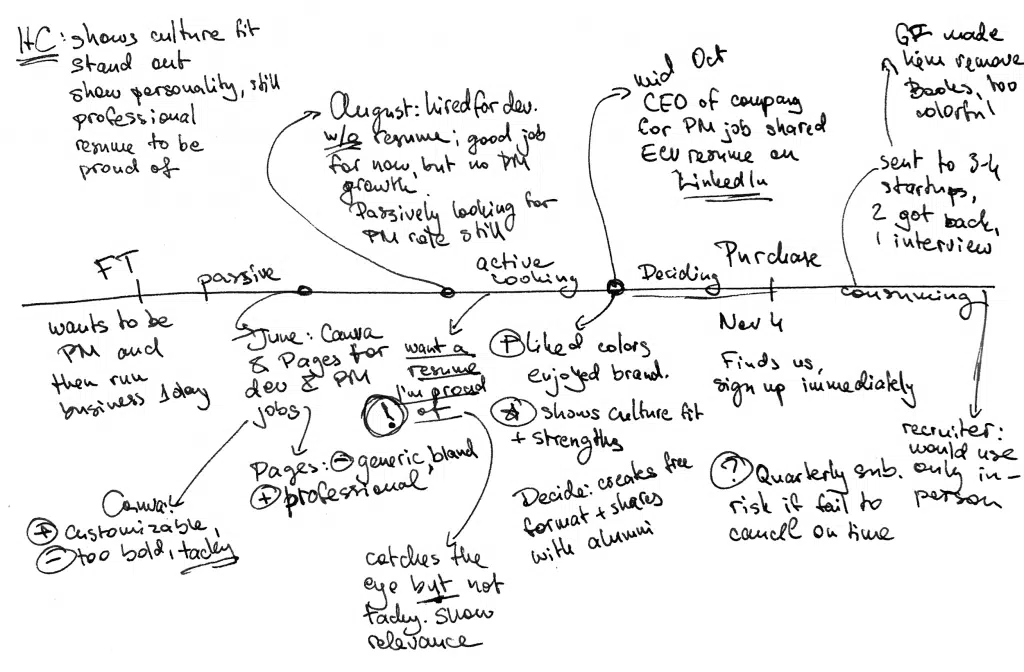 HC: shows culture fit
stand out
show personality, still
professional
resume to be
proud of
August: hired for dev.
w/o resume; good job
for now, but no PM
growth
Passively looking for
PM role still
mid Oct
CEO of company
for PM job shared
ECV resume on
LinkedIn
GF made
him remove
Books, too
colorful
sent to 3-4
startups,
2 got back,
1 interview
FT
passive
active
looking
Deciding
Purchase
consuming
wants to be
PM and
then run
business 1day
June: Canva
& Pages for
dev & PM
jobs
Canva:
+ customizable,
- too bold, tacky
Pages: - generic, bland
+ professional
want a
resume
I'm proud
! of
catches the
eye but not
tacky. Show
relevance
liked colors
enjoyed brand.
shows culture fit
+ strengths
Decide: creates free
format + shares
with alumni
Nov 4
Finds us,
sign up immediately
? Quarterly sub.
risk if fail to
cancel on time
recruiter:
would use
only in-
person